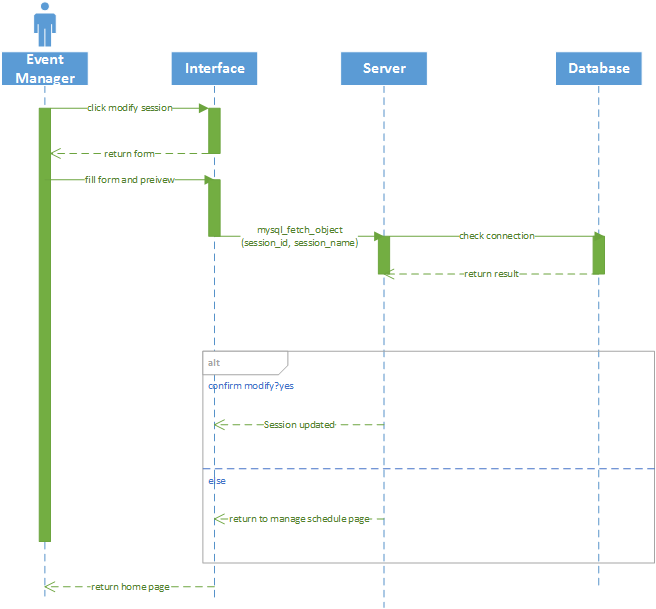 Event
Manager
Interface
Server
Database
click modify session
return form
fill form and preivew
mysql_fetch_object
(session_id, session_name)
check connection
return result
alt
confirm modify?yes
Session updated
else
return to manage schedule page
return home page